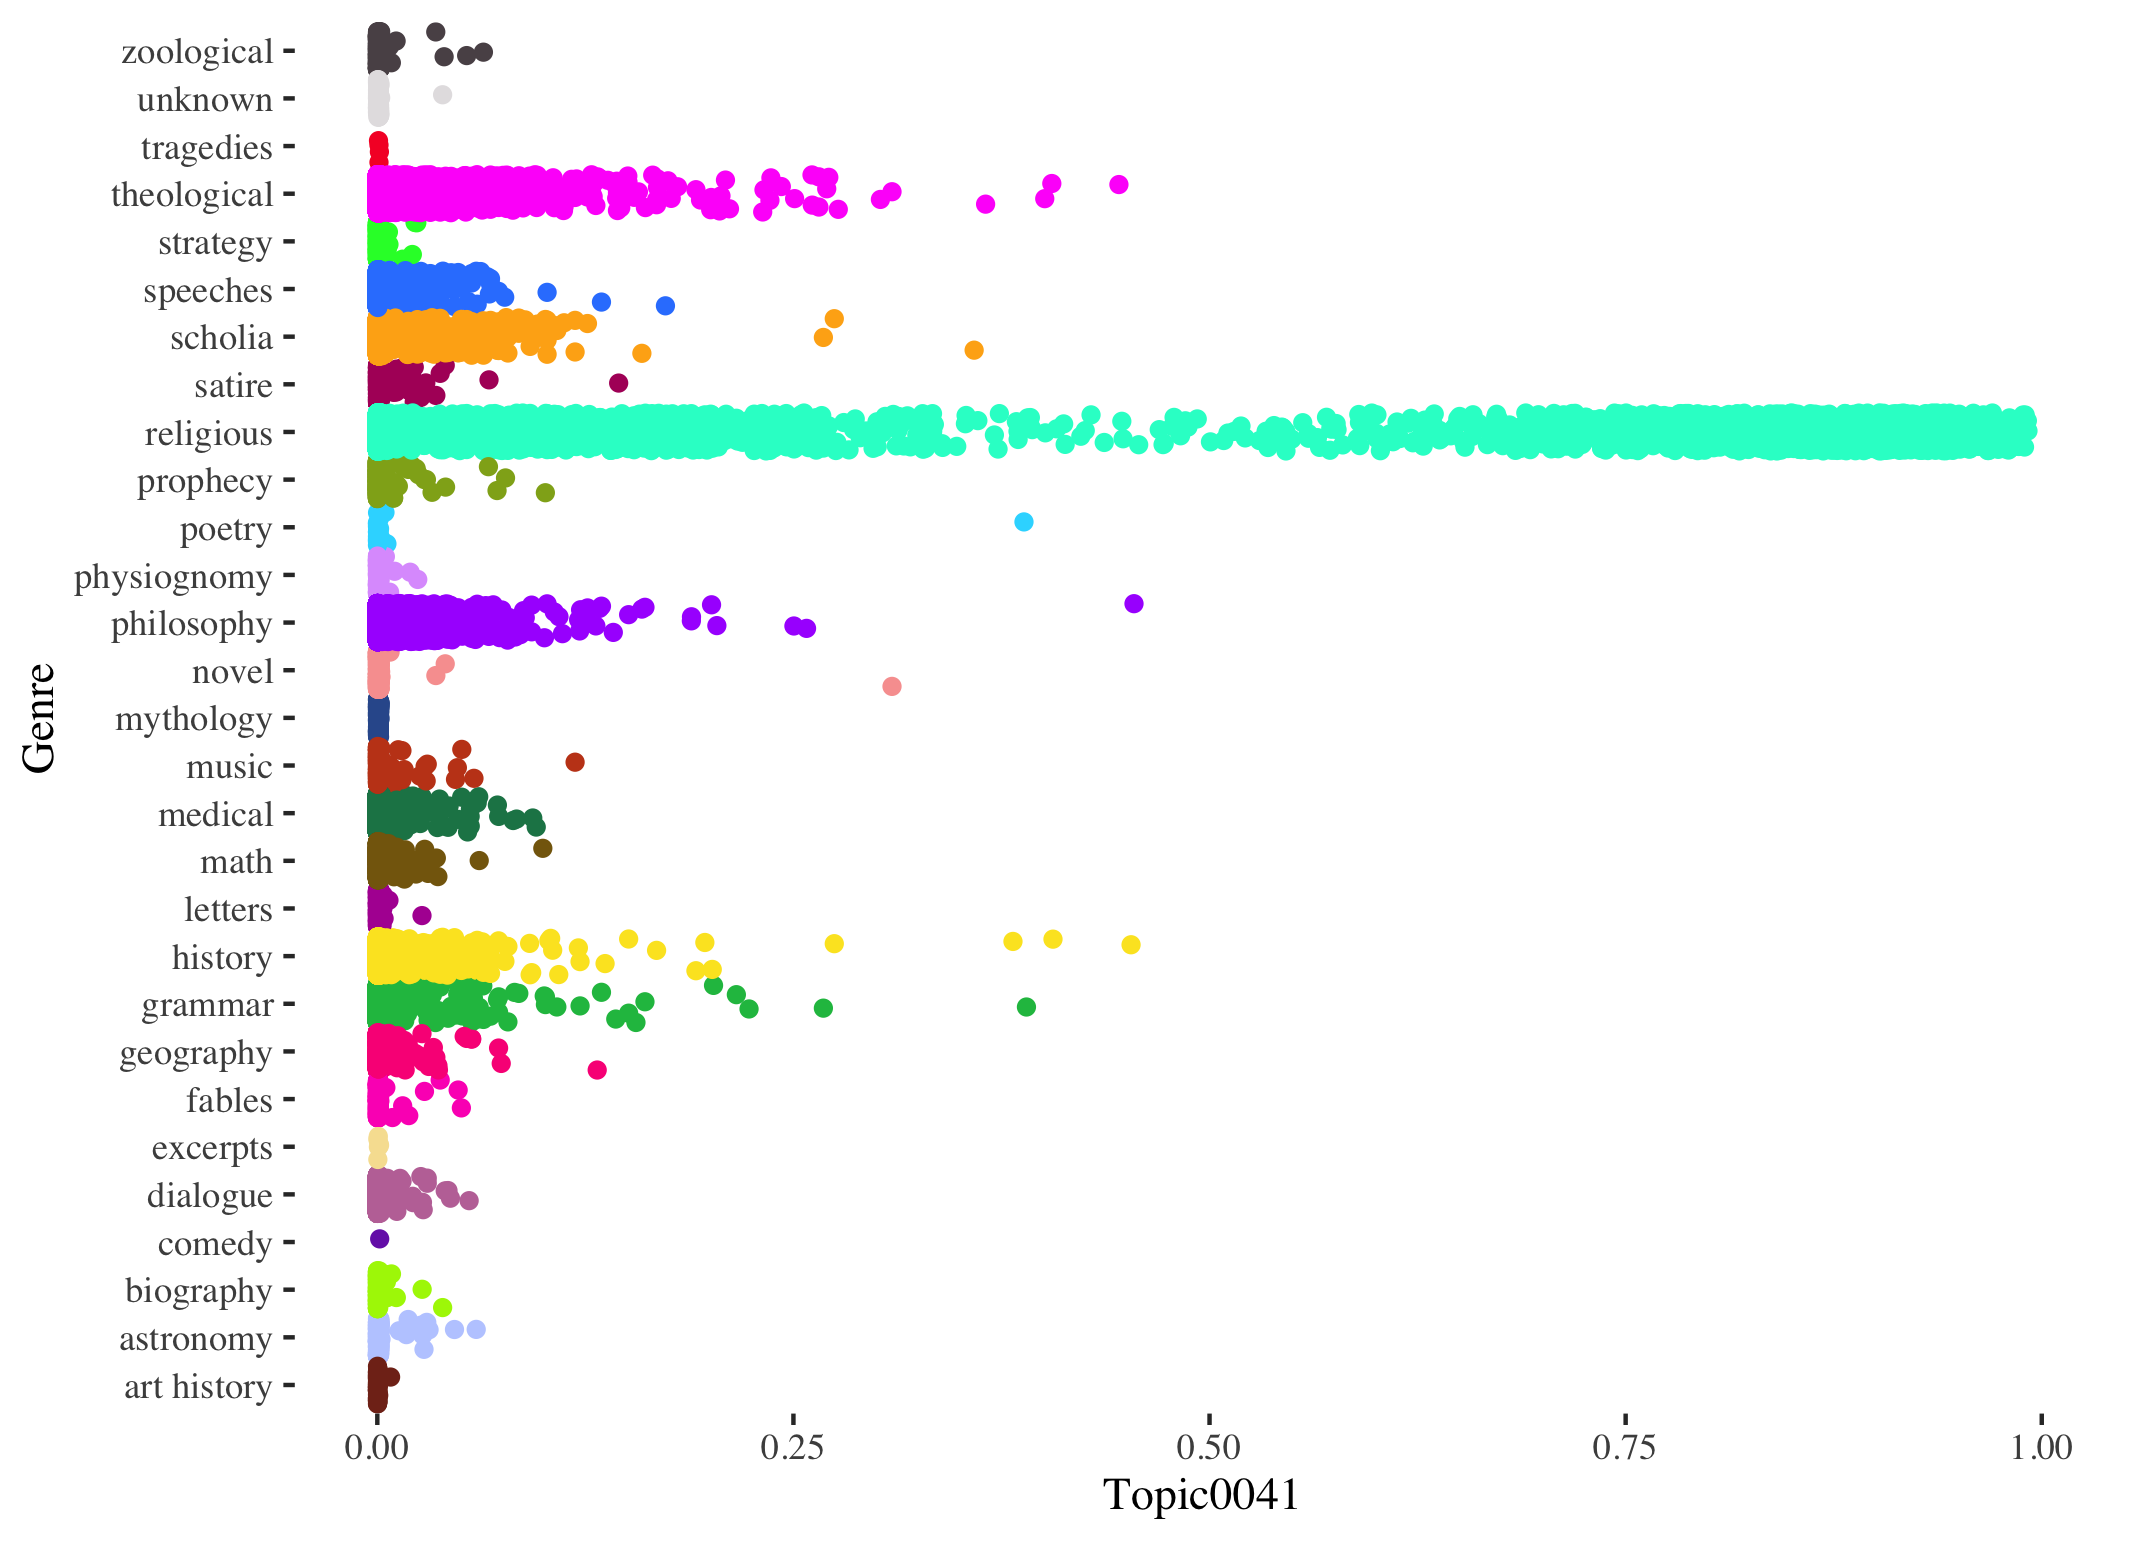 zoological
unknown
tragedies
theological
strategy
speeches
scholia
satire
religious
prophecy
poetry
physiognomy
philosophy
novel
mythology
music
medical
math
letters
history
grammar
geography
fables
excerpts
dialogue
comedy
biography
astronomy
art history
Genre
0.00 0.25 0.50 0.75 1.00
Topic0041